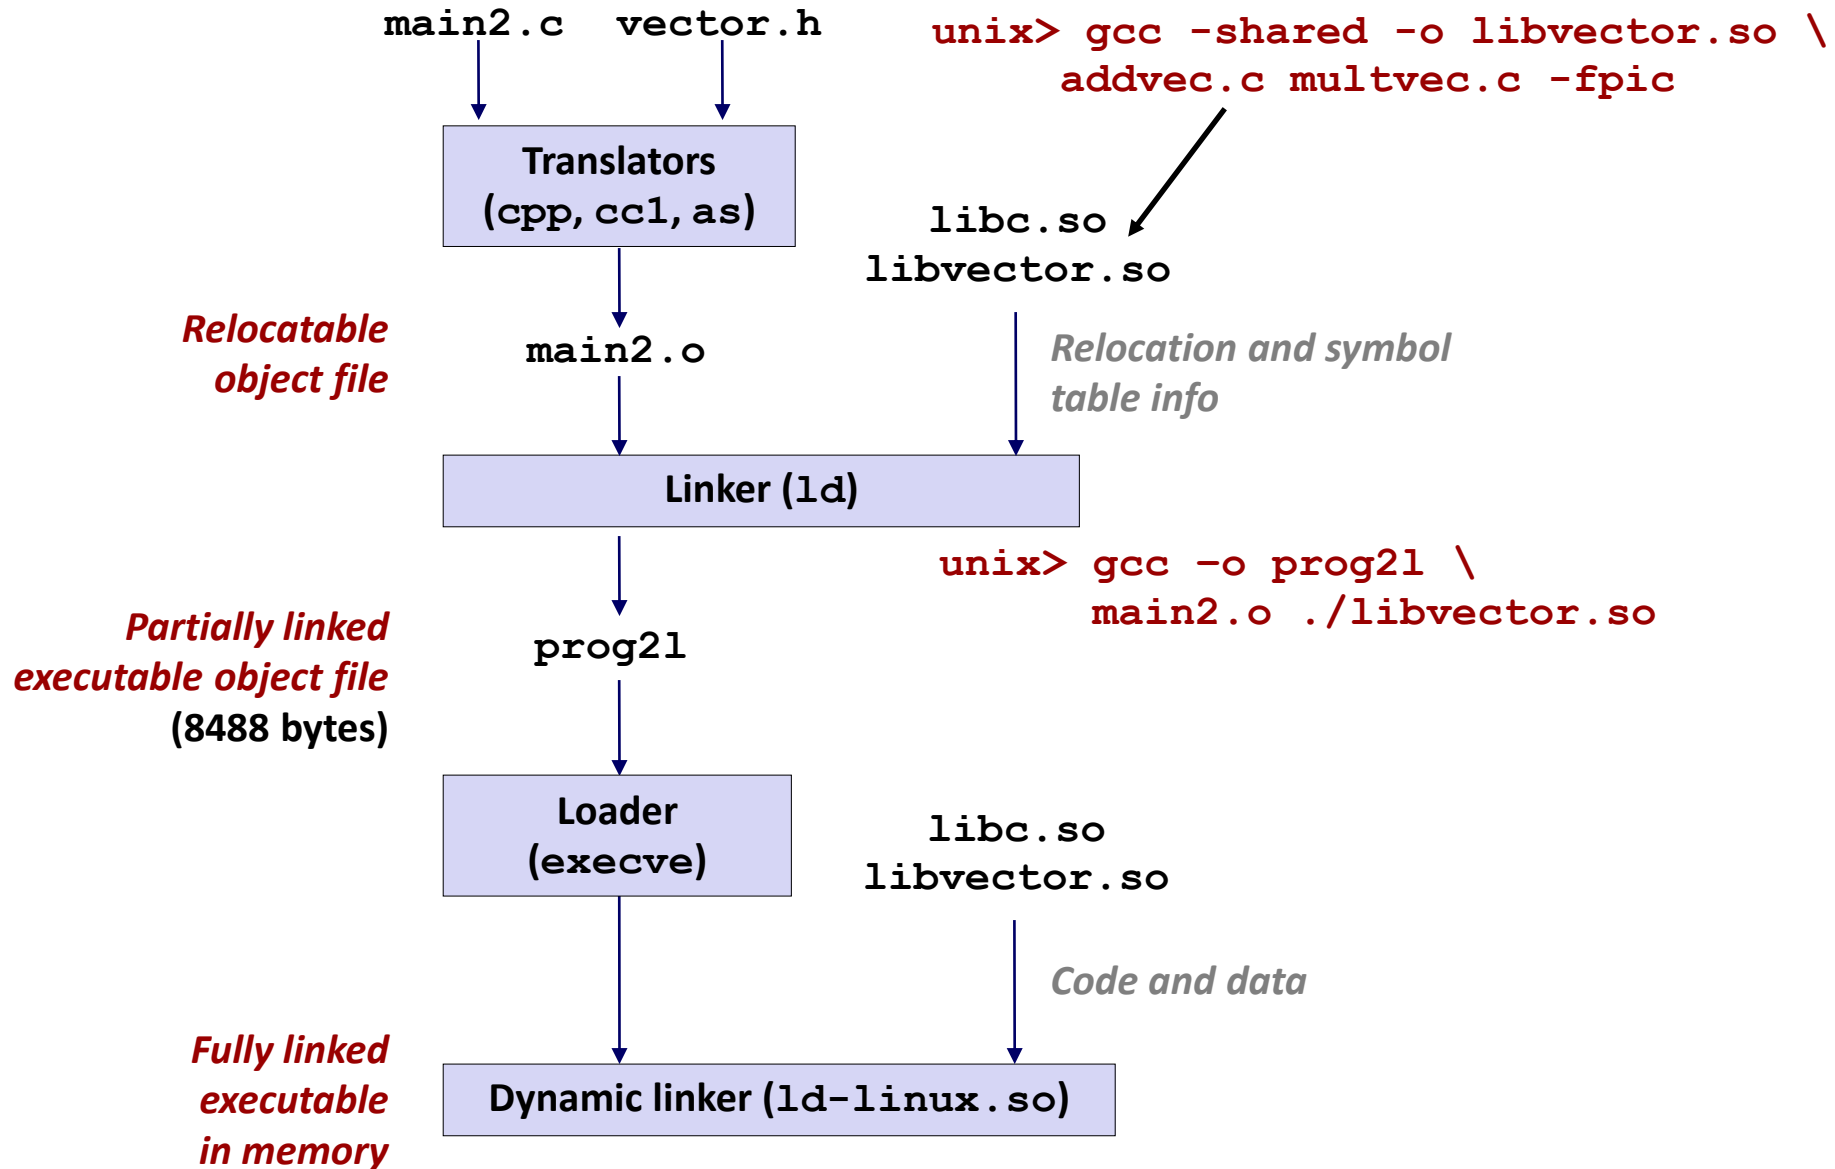 main2.c vector.h
unix> gcc -shared -o libvector.so \
addvec.c multvec.c -fpic
Translators
(cpp, cc1, as)
libc.so
libvector.so
Relocatable
object file
main2.o
Relocation and symbol
table info
Linker (ld)
unix> gcc –o prog2l \
main2.o ./libvector.so
Partially linked
executable object file
(8488 bytes)
prog2l
Loader
(execve)
libc.so
libvector.so
Code and data
Fully linked
executable
in memory
Dynamic linker (ld-linux.so)